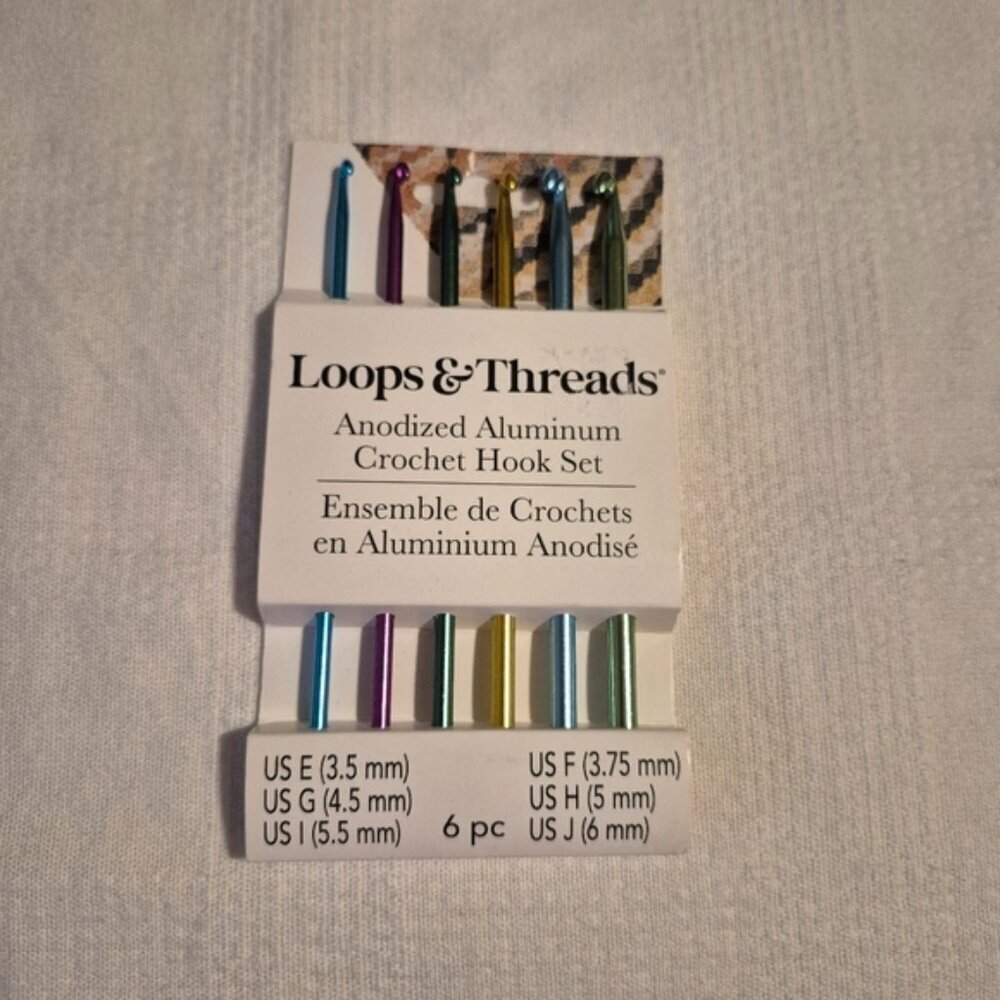 Loops & Threads®
Anodized Aluminum
Crochet Hook Set
Ensemble de Crochets
en Aluminium Anodisé
US E (3.5 mm)
US G (4.5 mm)
US I (5.5 mm)
6 pc
US F (3.75 mm)
US H (5 mm)
US J (6 mm)